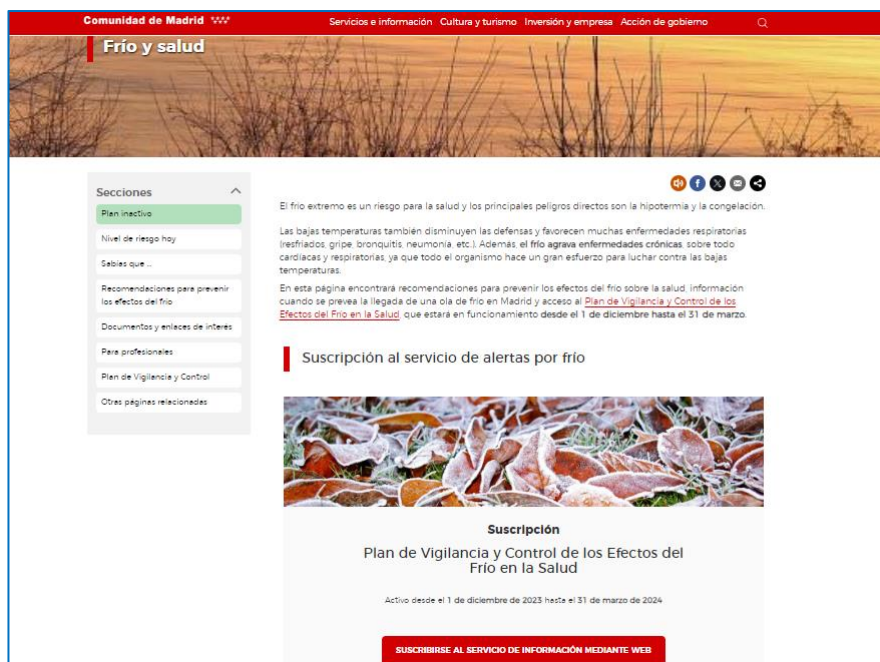 Comunidad de Madrid
Servicios e información Cultura y turismo Inversión y empresa Acción de gobierno
Frío y salud
Secciones
Plan inactivo
Nivel de riesgo hoy
Sabías que ...
Recomendaciones para prevenir
los efectos del frío
Documentos y enlaces de interés
Para profesionales
Plan de Vigilancia y Control
Otras páginas relacionadas
El frío extremo es un riesgo para la salud y los principales peligros directos son la hipotermia y la congelación.
Las bajas temperaturas también disminuyen las defensas y favorecen muchas enfermedades respiratorias
(resfriados, gripe, bronquitis, neumonía, etc.). Además, el frío agrava enfermedades crónicas, sobre todo
cardíacas y respiratorias, ya que todo el organismo hace un gran esfuerzo para luchar contra las bajas
temperaturas.
En esta página encontrará recomendaciones para prevenir los efectos del frío sobre la salud, información
cuando se prevea la llegada de una ola de frío en Madrid y acceso al Plan de Vigilancia y Control de los
Efectos del Frío en la Salud, que estará en funcionamiento desde el 1 de diciembre hasta el 31 de marzo.
Suscripción al servicio de alertas por frío
Suscripción
Plan de Vigilancia y Control de los Efectos del
Frío en la Salud
Activo desde el 1 de diciembre de 2023 hasta el 31 de marzo de 2024
SUSCRIBIRSE AL SERVICIO DE INFORMACIÓN MEDIANTE WEB